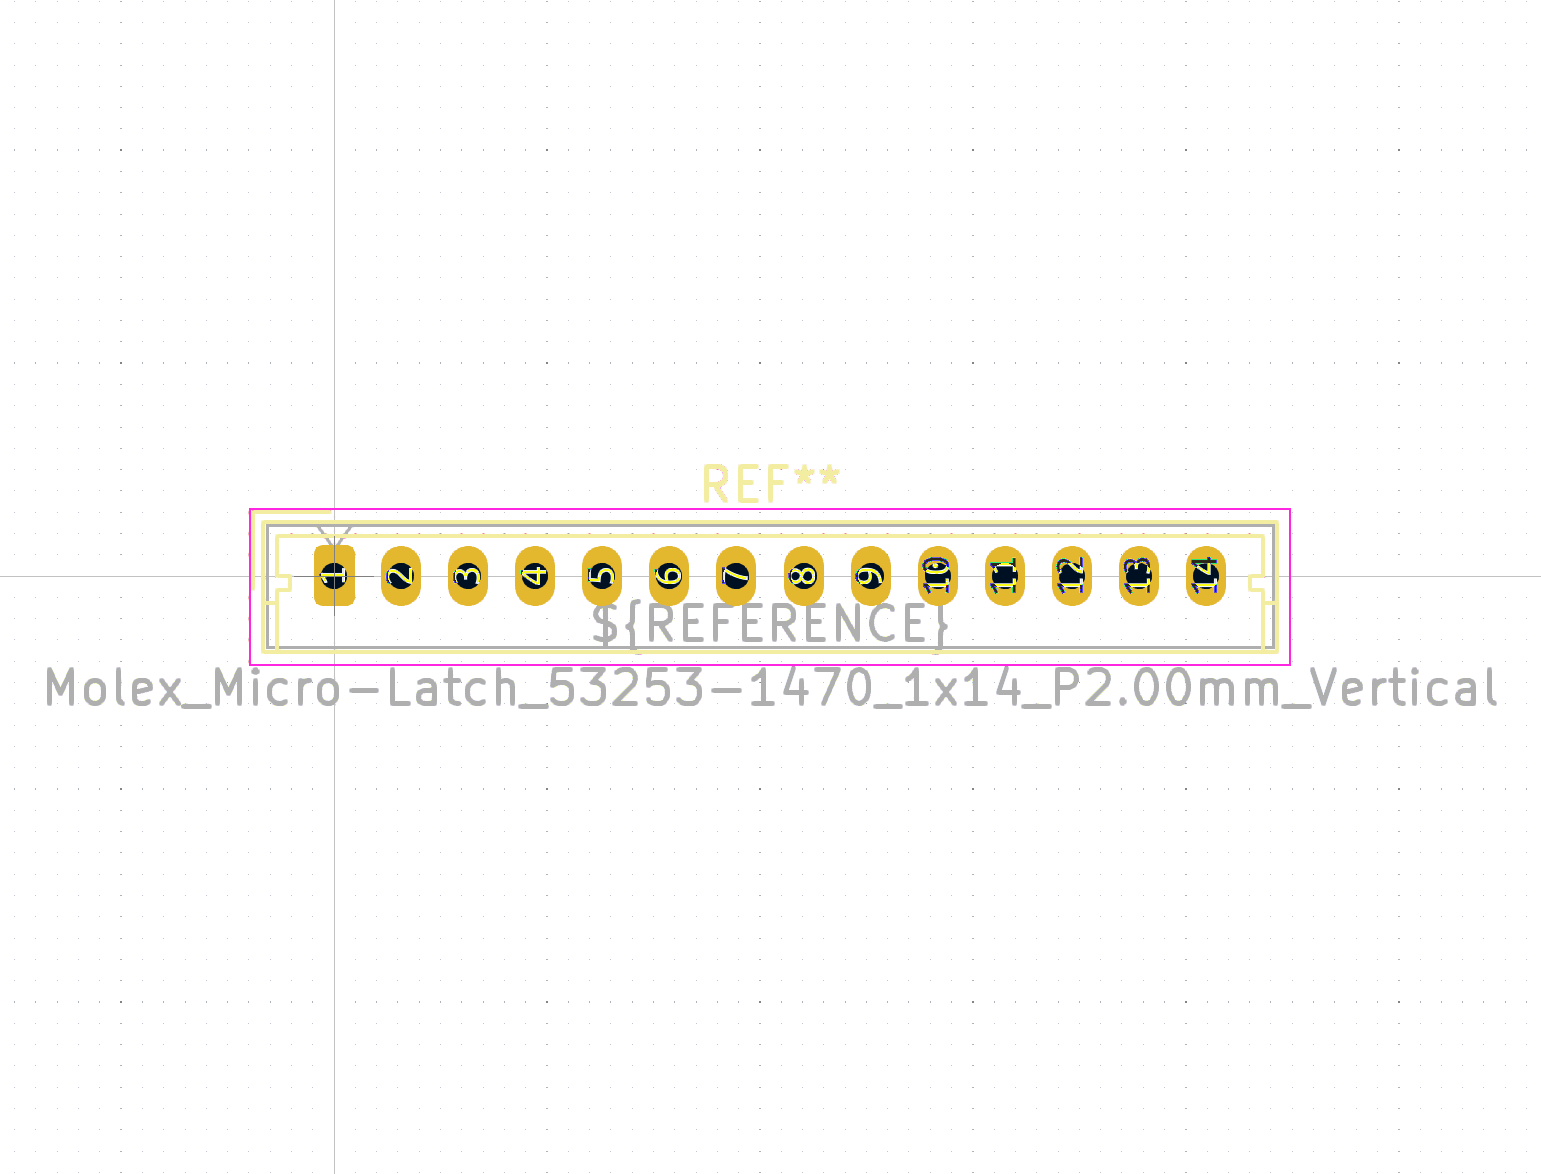 REF**
1 2 3 4 5 6 7 8 9 10 11 12 13 14
${REFERENCE}
Molex_Micro-Latch_53253-1470_1x14_P2.00mm_Vertical